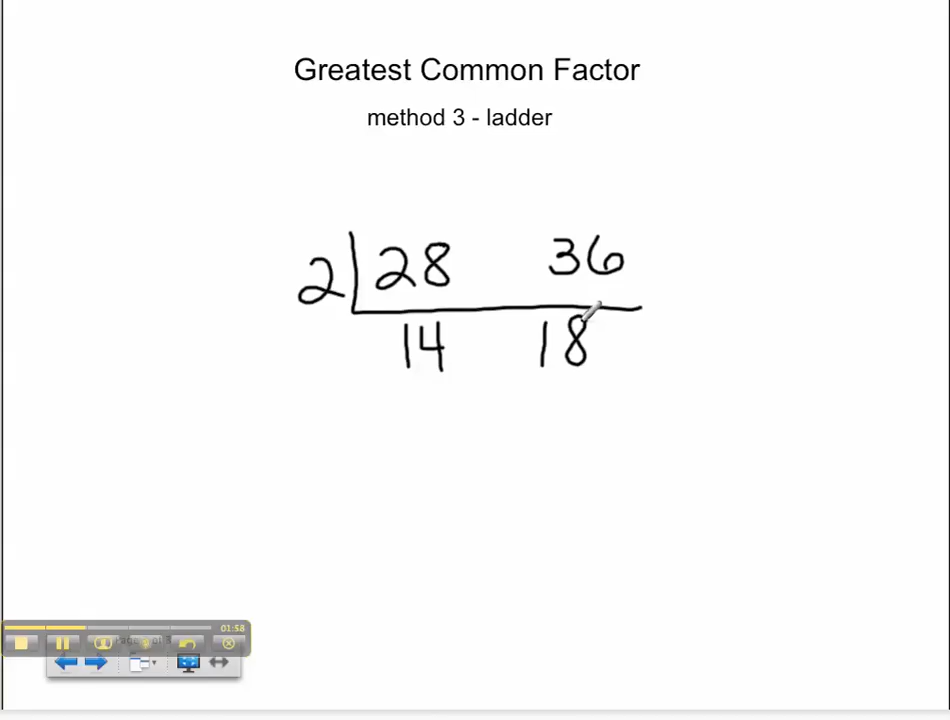 Greatest Common Factor
method 3 - ladder
2 28 36
14 18
01:58